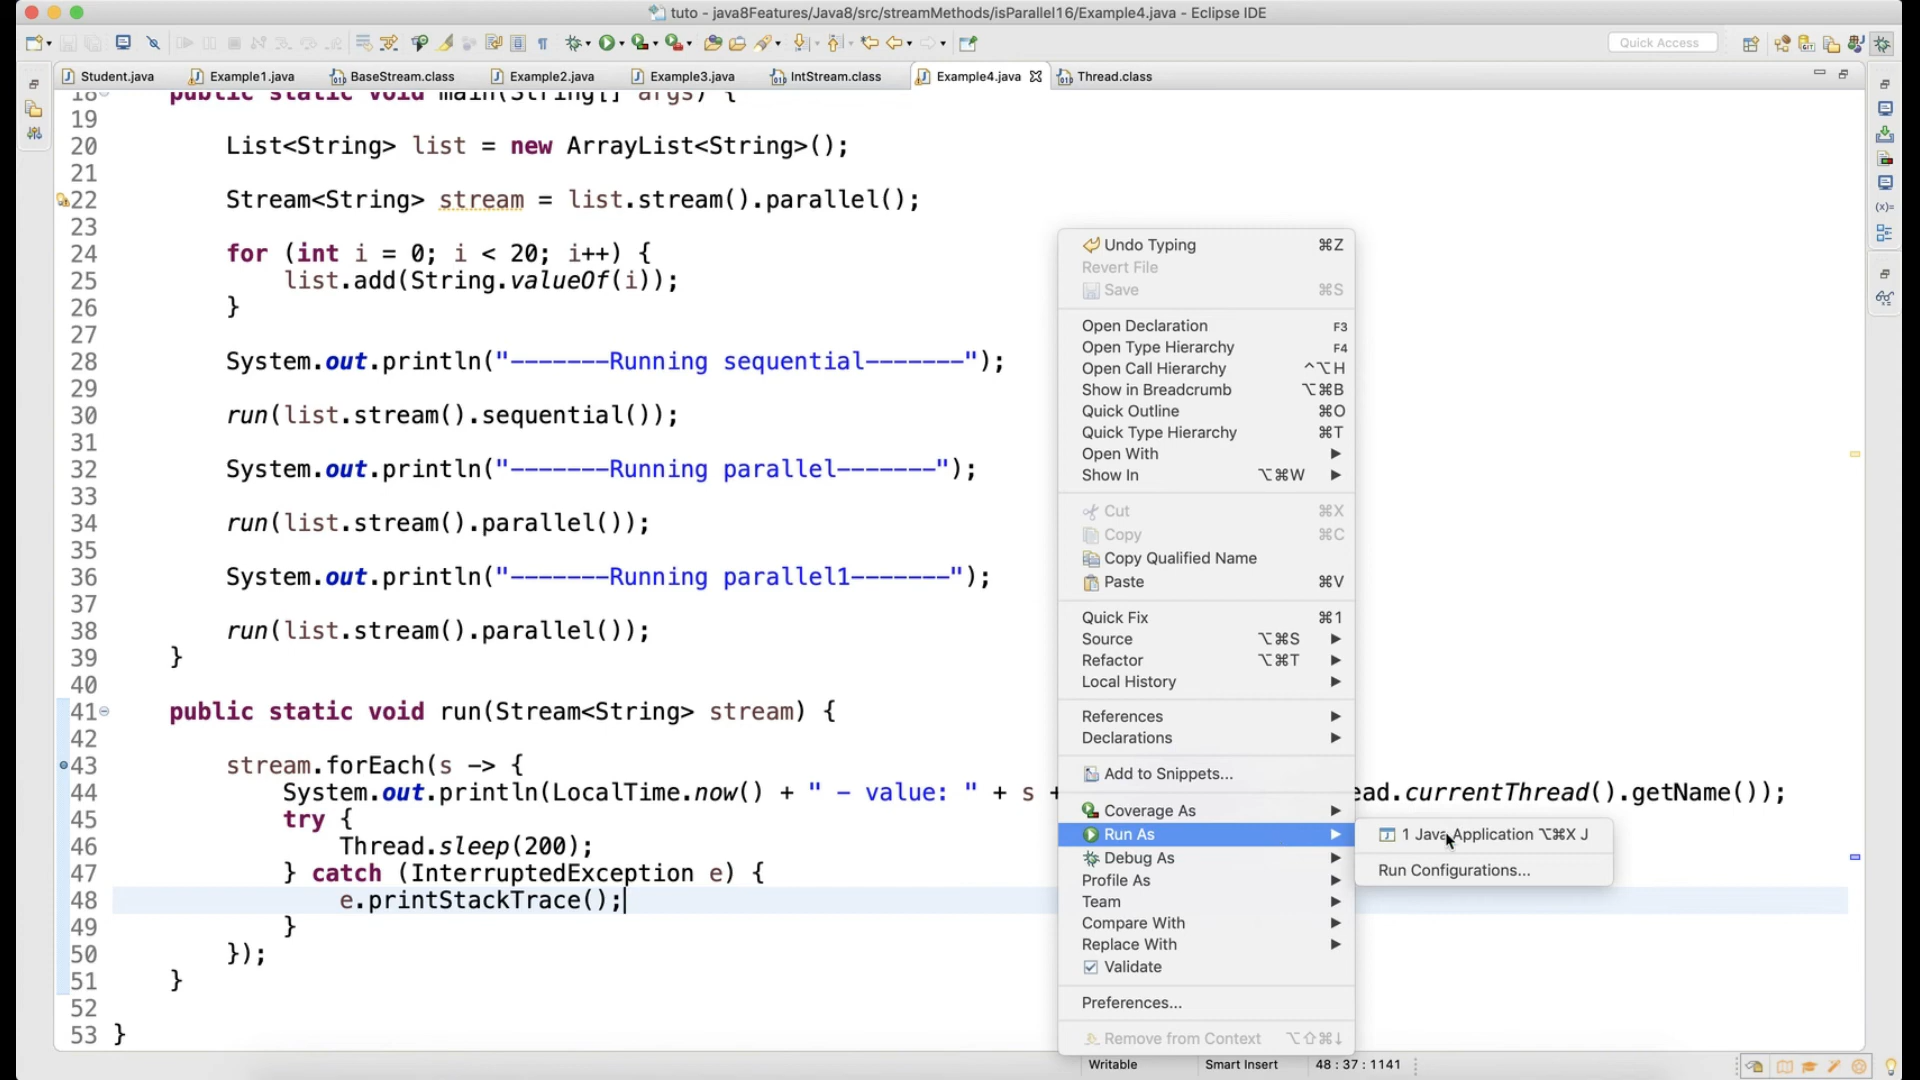 tuto - java8Features/Java8/src/streamMethods/isParallel16/Example4.java - Eclipse IDE
Quick Access
Student.java Example1.java BaseStream.class Example2.java Example3.java IntStream.class Example4.java Thread.class
18 public static void main(String[] args) {
19
20 List<String> list = new ArrayList<String>();
21
22 Stream<String> stream = list.stream().parallel();
23
24 for (int i = 0; i < 20; i++) {
25 list.add(String.valueOf(i));
26 }
27
28 System.out.println("-------Running sequential-------");
29
30 run(list.stream().sequential());
31
32 System.out.println("-------Running parallel-------");
33
34 run(list.stream().parallel());
35
36 System.out.println("-------Running parallel1-------");
37
38 run(list.stream().parallel());
39 }
40
41 public static void run(Stream<String> stream) {
42
43 stream.forEach(s -> {
44 System.out.println(LocalTime.now() + " - value: " + s + ead.currentThread().getName());
45 try {
46 Thread.sleep(200);
47 } catch (InterruptedException e) {
48 e.printStackTrace();
49 }
50 });
51 }
52
53 }
Undo Typing ⌘Z
Revert File
Save ⌘S
Open Declaration F3
Open Type Hierarchy F4
Open Call Hierarchy ^⌥H
Show in Breadcrumb ⌥⌘B
Quick Outline ⌘O
Quick Type Hierarchy ⌘T
Open With
Show In ⌥⌘W
Cut ⌘X
Copy ⌘C
Copy Qualified Name
Paste ⌘V
Quick Fix ⌘1
Source ⌥⌘S
Refactor ⌥⌘T
Local History
References
Declarations
Add to Snippets...
Coverage As
Run As
Debug As
Profile As
Team
Compare With
Replace With
Validate
Preferences...
Remove from Context ⌥⇧⌘↓
1 Java Application ⌥⌘X J
Run Configurations...
Writable Smart Insert 48 : 37 : 1141